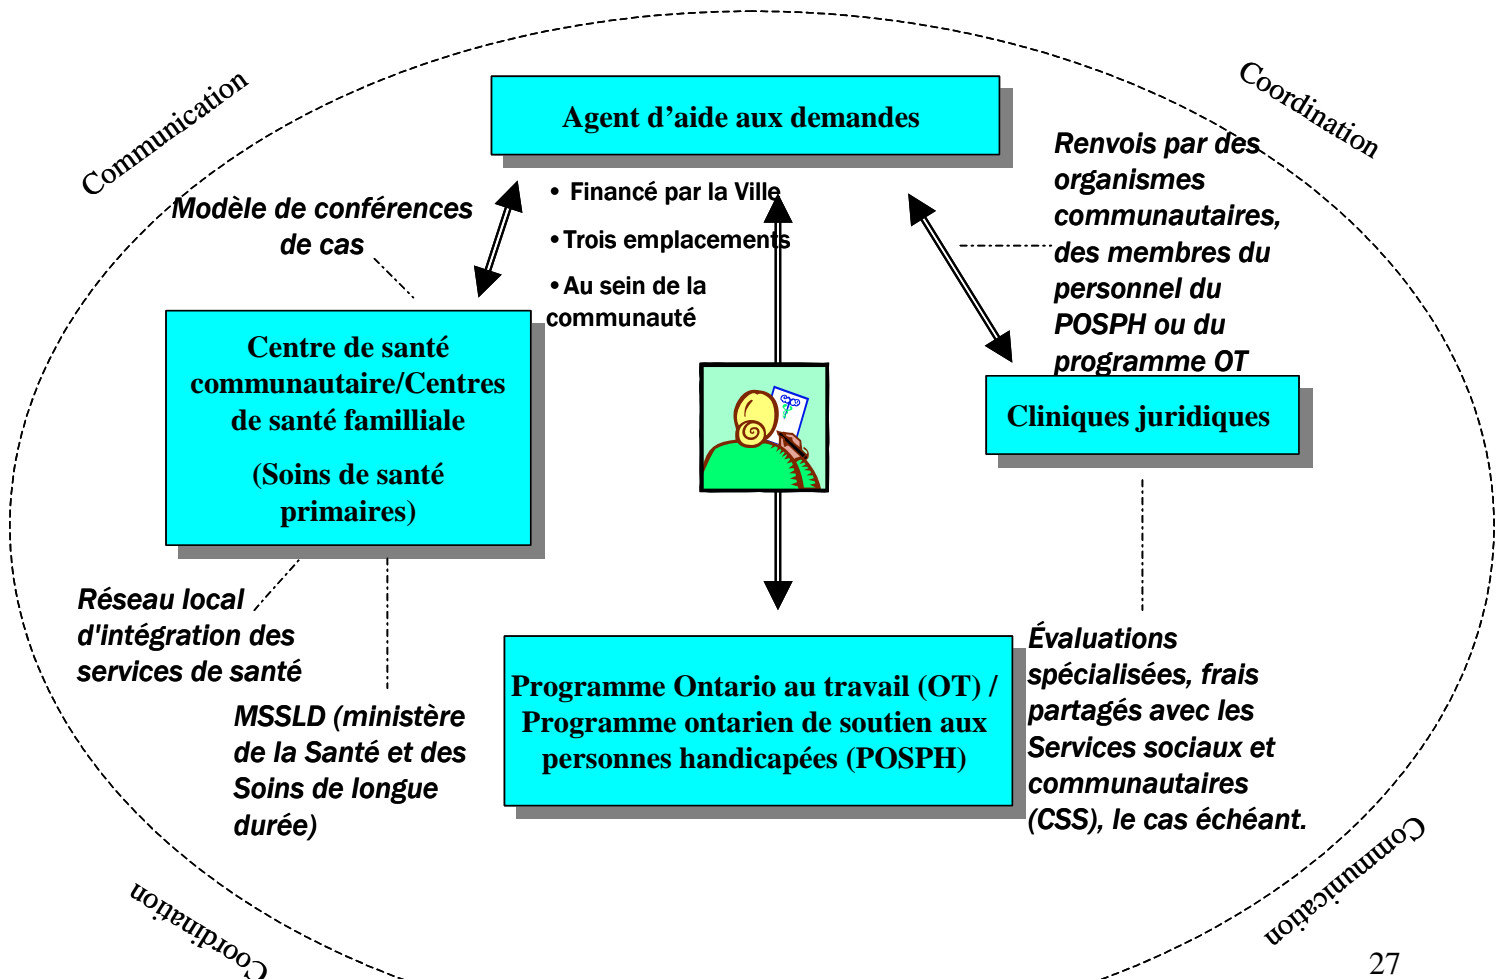 Communication
Coordination
Agent d’aide aux demandes
• Financé par la Ville
•Trois emplacements
•Au sein de la
communauté
Modèle de conférences
de cas
Renvois par des
organismes
communautaires,
des membres du
personnel du
POSPH ou du
programme OT
Centre de santé
communautaire/Centres
de santé familliale
(Soins de santé
primaires)
Cliniques juridiques
Réseau local
d'intégration des
services de santé
MSSLD (ministère
de la Santé et des
Soins de longue
durée)
Programme Ontario au travail (OT) /
Programme ontarien de soutien aux
personnes handicapées (POSPH)
Évaluations
spécialisées, frais
partagés avec les
Services sociaux et
communautaires
(CSS), le cas échéant.
Coordination
Communication
27